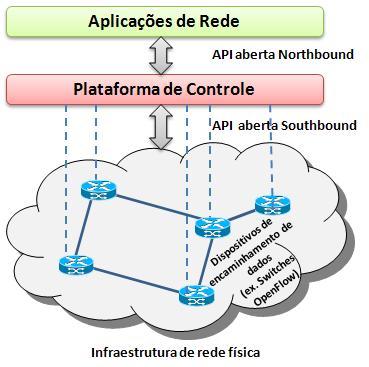 Aplicações de Rede
API aberta Northbound
Plataforma de Controle
API aberta Southbound
Dispositivos de
encaminhamento de
dados
(ex. Switches
OpenFlow)
Infraestrutura de rede física